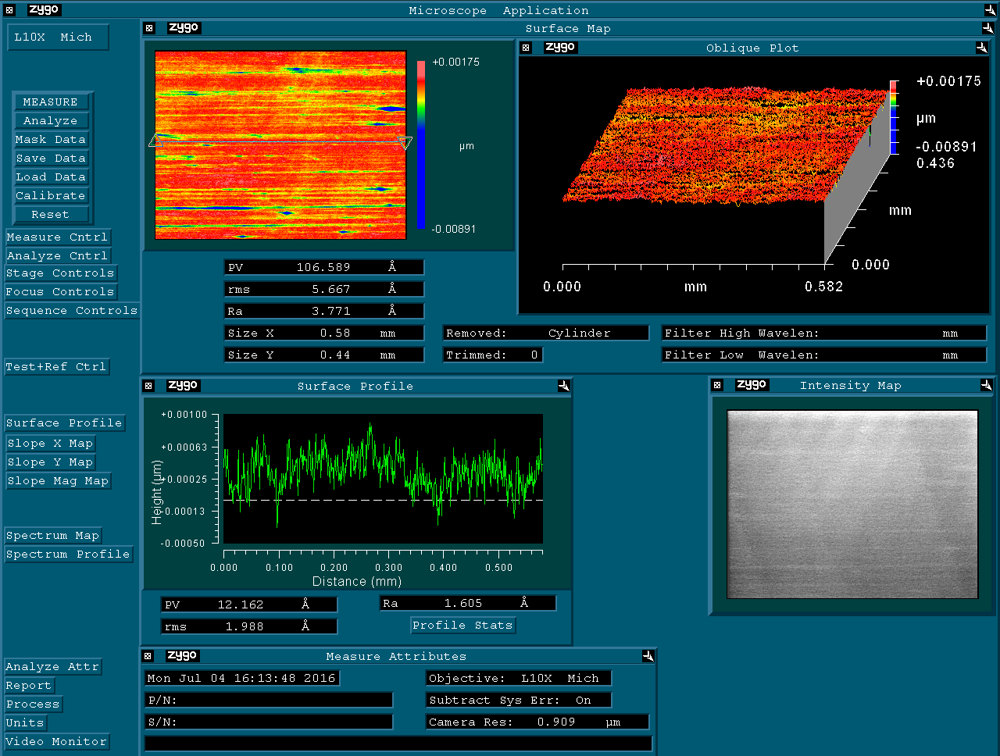 zygo Microscope Application
L10X Mich
MEASURE
Analyze
Mask Data
Save Data
Load Data
Calibrate
Reset
Measure Cntrl
Analyze Cntrl
Stage Controls
Focus Controls
Sequence Controls
Test+Ref Ctrl
Surface Profile
Slope X Map
Slope Y Map
Slope Mag Map
Spectrum Map
Spectrum Profile
Analyze Attr
Report
Process
Units
Video Monitor
zygo Surface Map
+0.00175
µm
-0.00891
zygo Oblique Plot
+0.00175
µm
-0.00891
0.436
mm
0.000
0.000 mm 0.582
PV 106.589 Å
rms 5.667 Å
Ra 3.771 Å
Size X 0.58 mm
Size Y 0.44 mm
Removed: Cylinder
Trimmed: 0
Filter High Wavelen: mm
Filter Low Wavelen: mm
zygo Surface Profile
+0.00100
+0.00063
+0.00025
-0.00013
-0.00050
Height (µm)
0.000 0.100 0.200 0.300 0.400 0.500
Distance (mm)
PV 12.162 Å
rms 1.988 Å
Ra 1.605 Å
Profile Stats
zygo Intensity Map
zygo Measure Attributes
Mon Jul 04 16:13:48 2016
P/N:
S/N:
Objective: L10X Mich
Subtract Sys Err: On
Camera Res: 0.909 µm